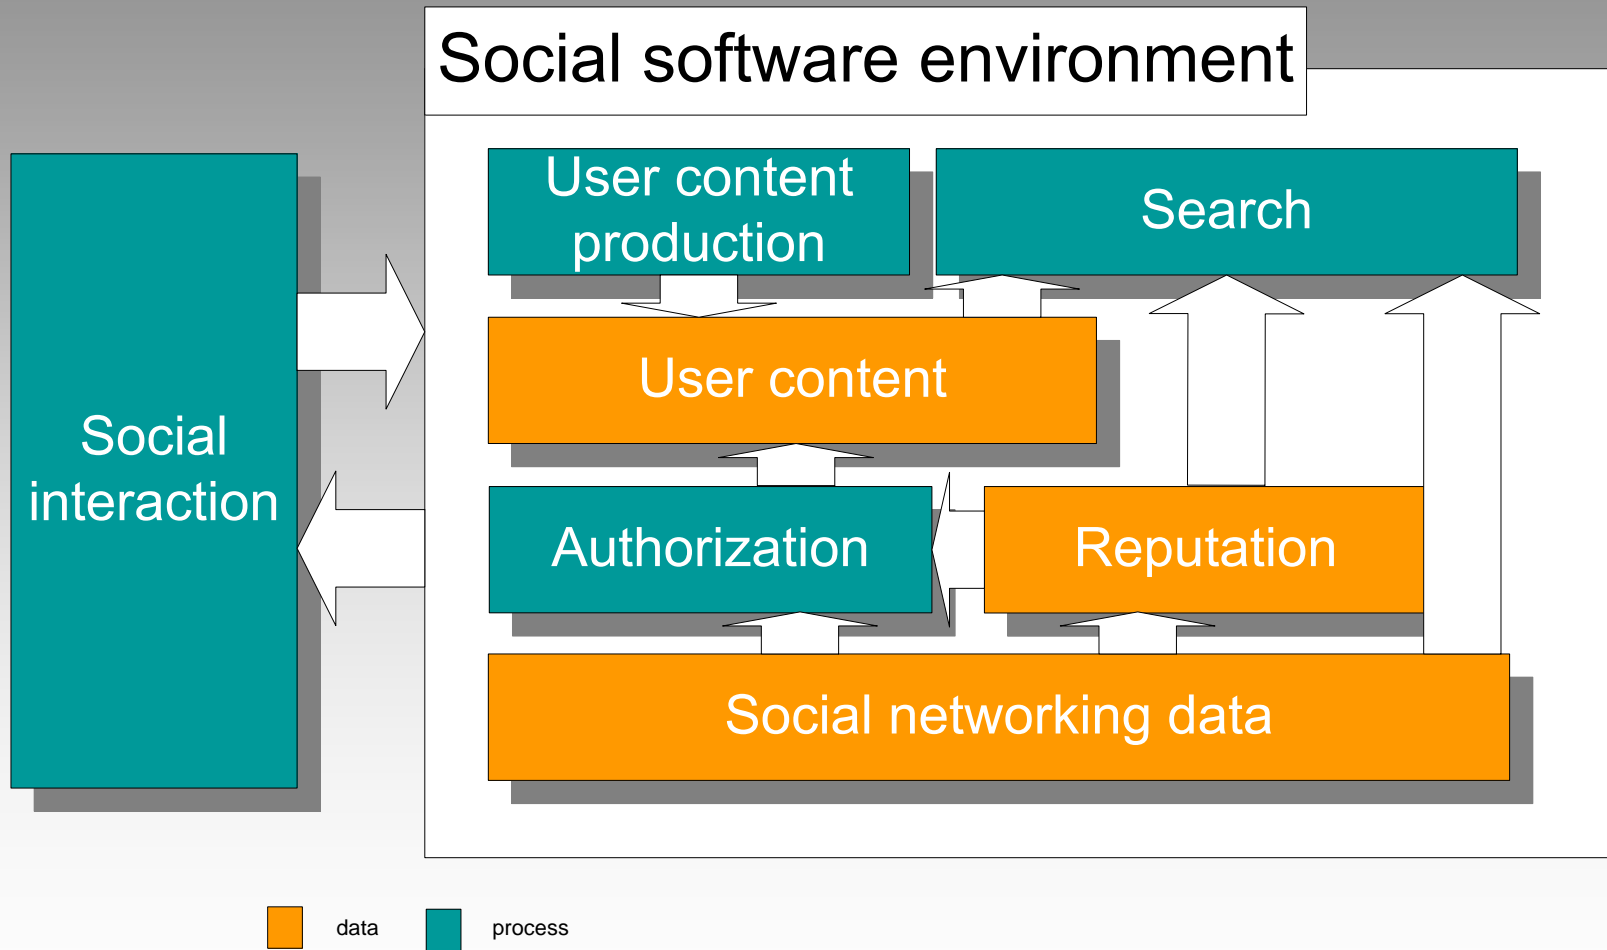 Social software environment
User content
production
Search
User content
Social
interaction
Authorization
Reputation
Social networking data
data
process